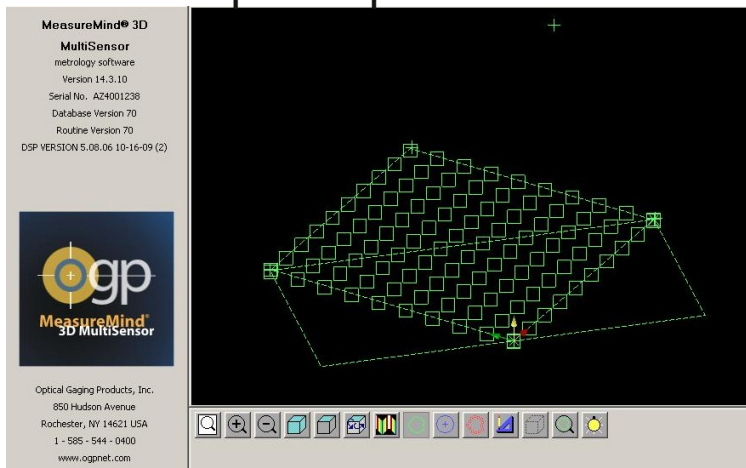 MeasureMind® 3D
MultiSensor
metrology software
Version 14.3.10
Serial No. AZ4001238
Database Version 70
Routine Version 70
DSP VERSION 5.08.06 10-16-09 (2)
ogp
MeasureMind®
3D MultiSensor
Optical Gaging Products, Inc.
850 Hudson Avenue
Rochester, NY 14621 USA
1 - 585 - 544 - 0400
www.ogpnet.com